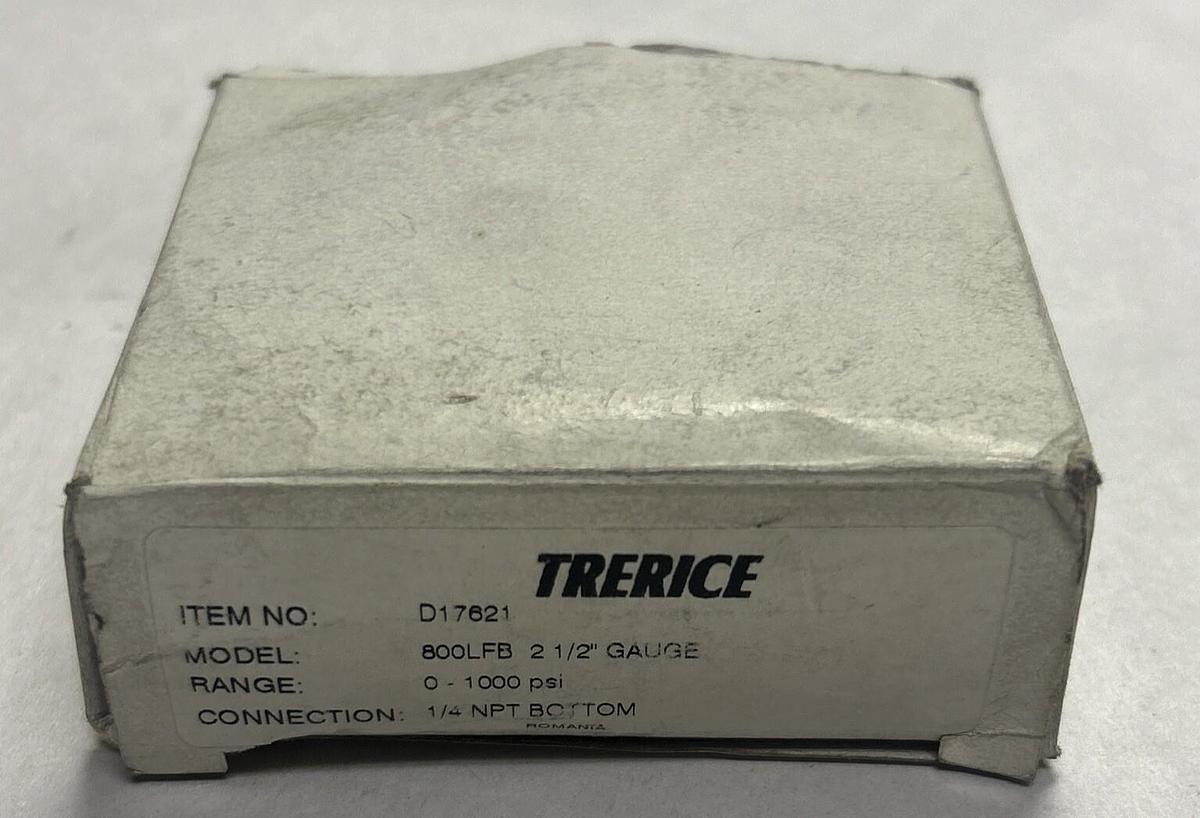 TRERICE
ITEM NO: D17621
MODEL: 800LFB 2 1/2" GAUGE
RANGE: 0 - 1000 psi
CONNECTION: 1/4 NPT BOTTOM
ROMANIA